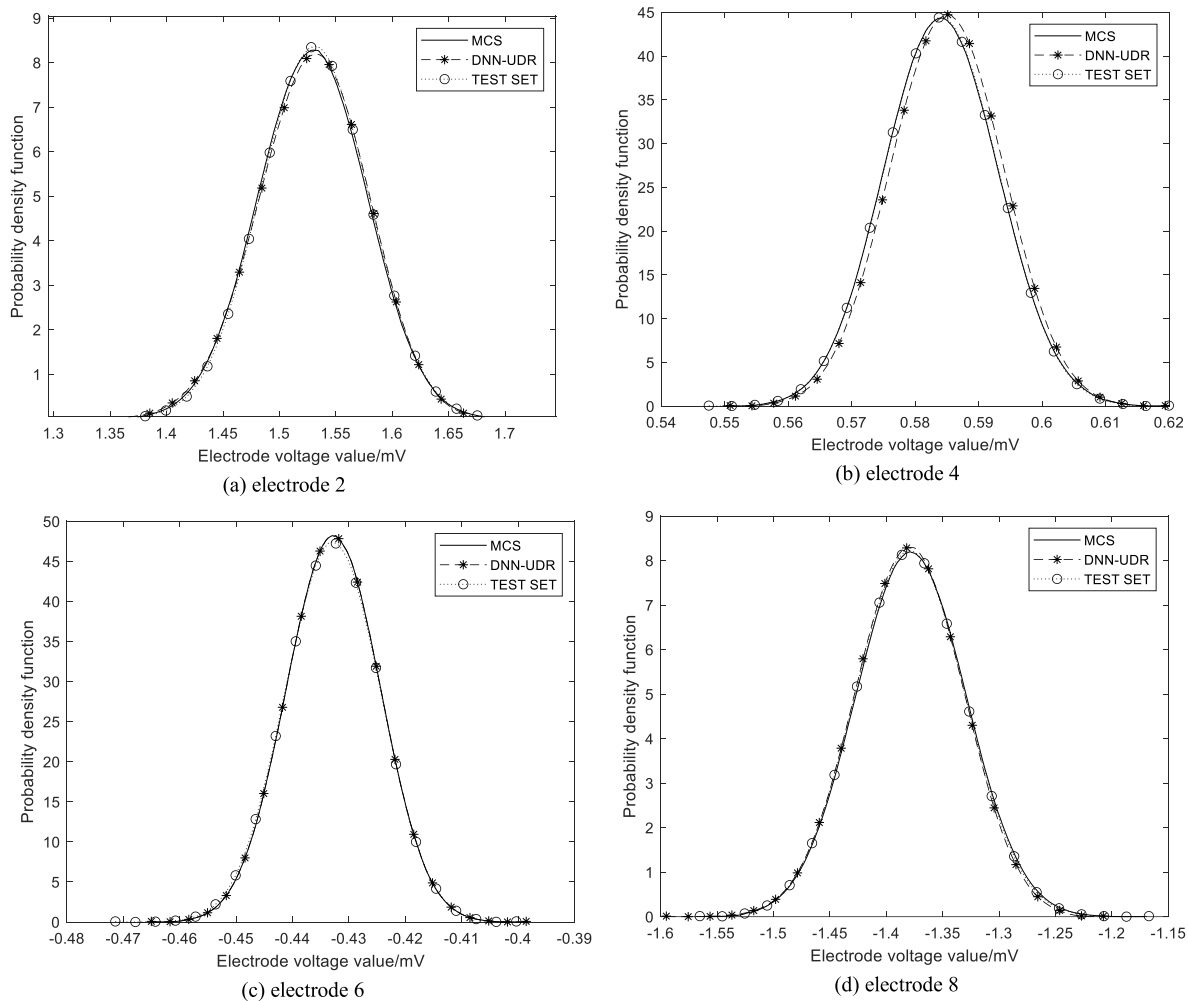 9
8
7
6
5
4
3
2
1
Probability density function
MCS
DNN-UDR
TEST SET
1.3 1.4 1.45 1.5 1.55 1.6 1.65 1.7
Electrode voltage value/mV
(a) electrode 2
45
40
35
30
25
20
15
10
5
0
Probability density function
MCS
DNN-UDR
TEST SET
0.54 0.55 0.56 0.57 0.58 0.59 0.6 0.61 0.62
Electrode voltage value/mV
(b) electrode 4
50
45
40
35
30
25
20
15
10
5
0
Probability density function
MCS
DNN-UDR
TEST SET
-0.48 -0.47 -0.46 -0.45 -0.44 -0.43 -0.42 -0.41 -0.4 -0.39
Electrode voltage value/mV
(c) electrode 6
9
8
7
6
5
4
3
2
1
0
Probability density function
MCS
DNN-UDR
TEST SET
-1.6 -1.55 -1.5 -1.45 -1.4 -1.35 -1.3 -1.25 -1.2 -1.15
Electrode voltage value/mV
(d) electrode 8